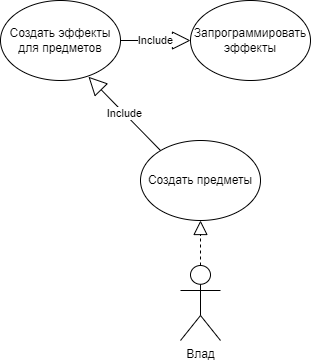 Создать эффекты
для предметов
Include
Запрограммировать
эффекты
Include
Создать предметы
Влад